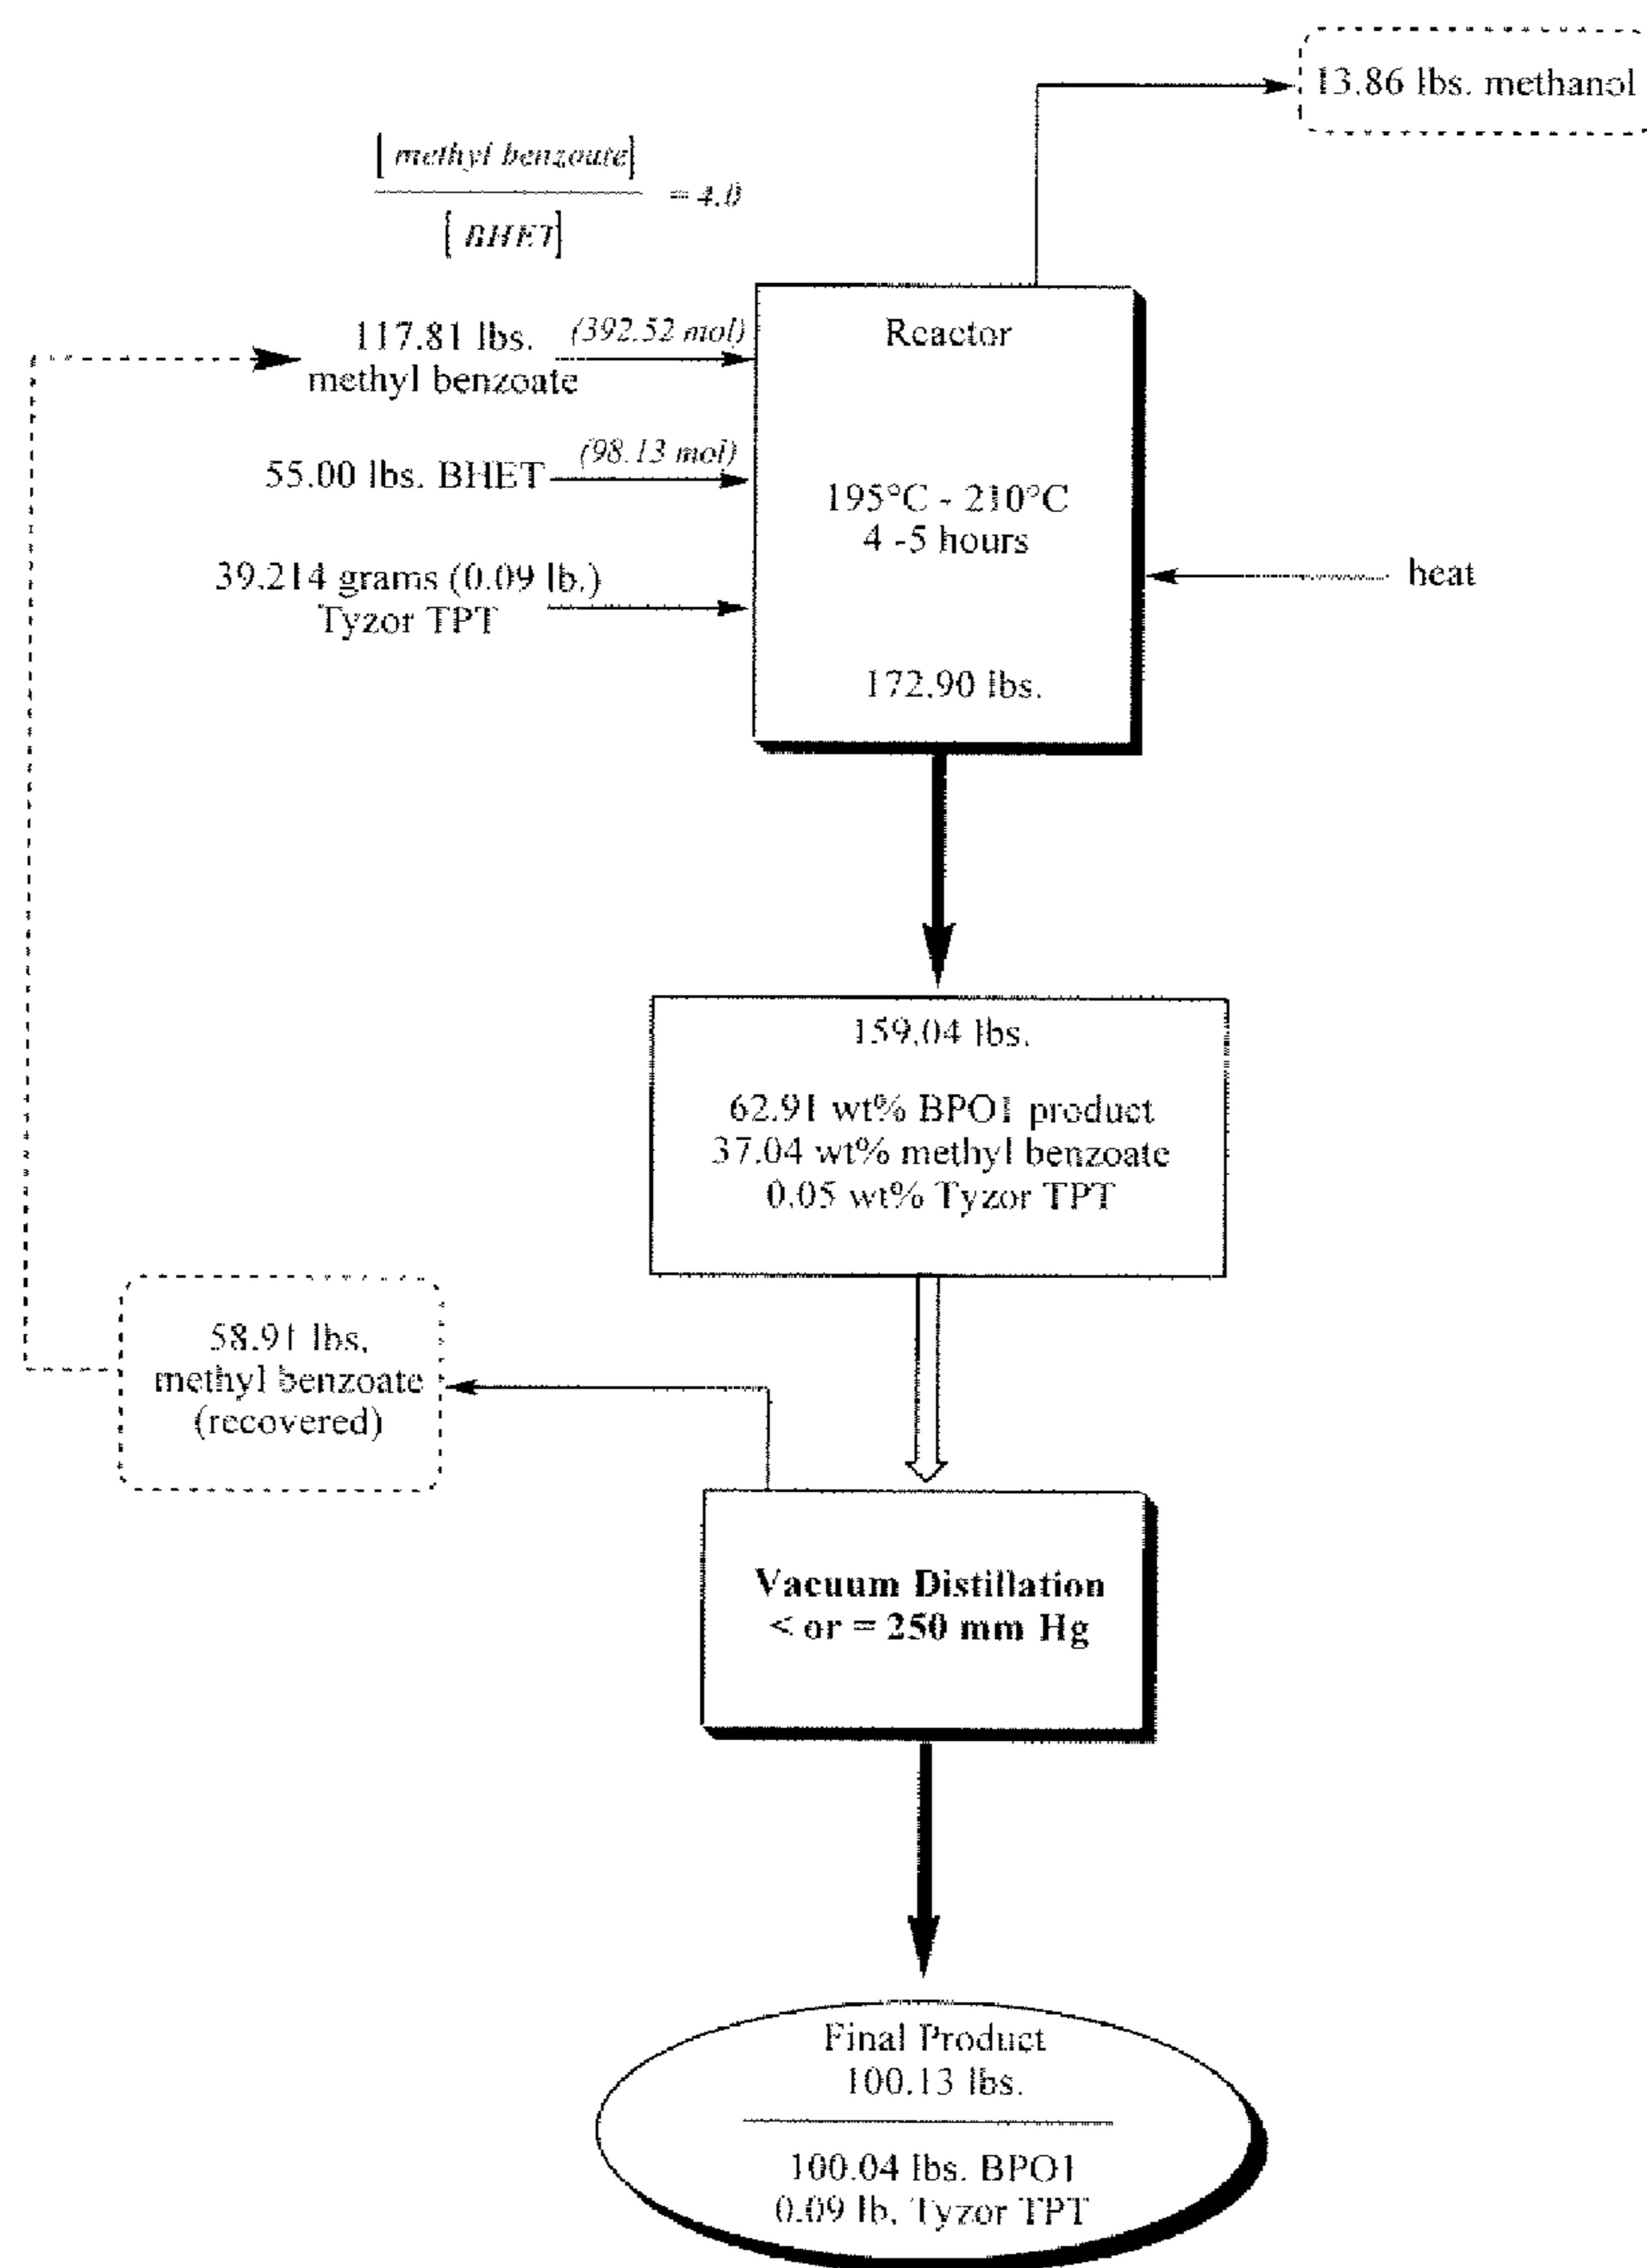 13.86 lbs. methanol
[methyl benzoate]
[BHET]
= 4.0
117.81 lbs.
methyl benzoate
(392.52 mol)
55.00 lbs. BHET
(98.13 mol)
39.214 grams (0.09 lb.)
Tyzor TPT
Reactor
195°C - 210°C
4 -5 hours
172.90 lbs.
heat
159.04 lbs.
62.91 wt% BPO1 product
37.04 wt% methyl benzoate
0.05 wt% Tyzor TPT
58.91 lbs.
methyl benzoate
(recovered)
Vacuum Distillation
< or = 250 mm Hg
Final Product
100.13 lbs.
100.04 lbs. BPO1
0.09 lb. Tyzor TPT